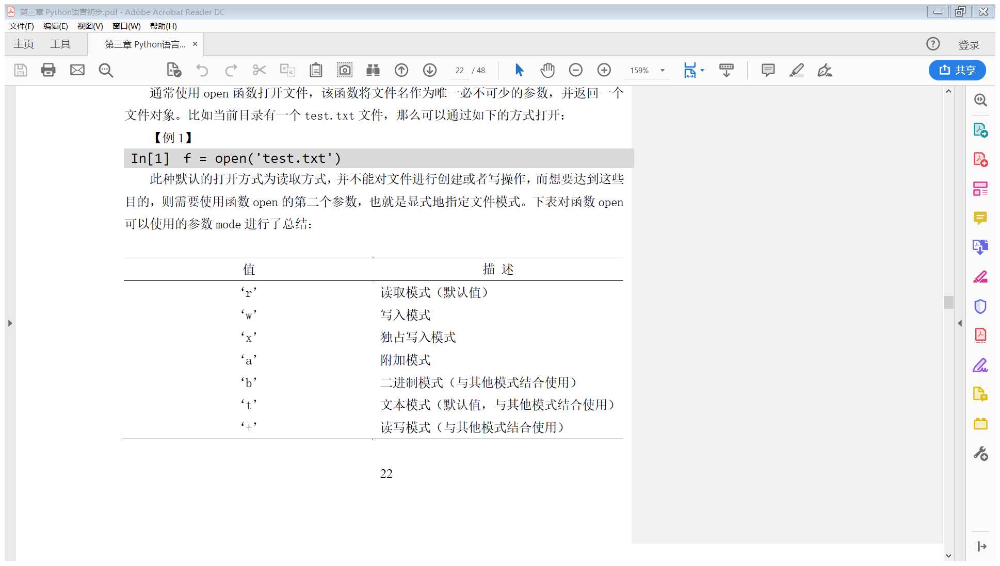 第三章 Python语言初步.pdf - Adobe Acrobat Reader DC
文件(F) 编辑(E) 视图(V) 窗口(W) 帮助(H)
主页 工具 第三章 Python语言... × 登录
22 / 48 159% 共享
通常使用 open 函数打开文件，该函数将文件名作为唯一必不可少的参数，并返回一个
文件对象。比如当前目录有一个 test.txt 文件，那么可以通过如下的方式打开：
【例 1】
In[1] f = open('test.txt')
此种默认的打开方式为读取方式，并不能对文件进行创建或者写操作，而想要达到这些
目的，则需要使用函数 open 的第二个参数，也就是显式地指定文件模式。下表对函数 open
可以使用的参数 mode 进行了总结：
值 描 述
‘r’ 读取模式（默认值）
‘w’ 写入模式
‘x’ 独占写入模式
‘a’ 附加模式
‘b’ 二进制模式（与其他模式结合使用）
‘t’ 文本模式（默认值，与其他模式结合使用）
‘+’ 读写模式（与其他模式结合使用）
22